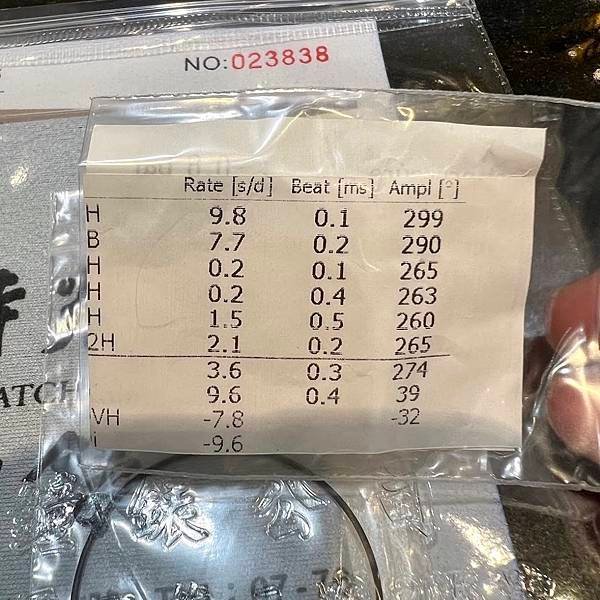 NO:023838
Rate [s/d] Beat [ms] Ampl [°]
H 9.8 0.1 299
B 7.7 0.2 290
H 0.2 0.1 265
H 0.2 0.4 263
H 1.5 0.5 260
2H 2.1 0.2 265
3.6 0.3 274
9.6 0.4 39
VH -7.8 -32
i -9.6
ATCH